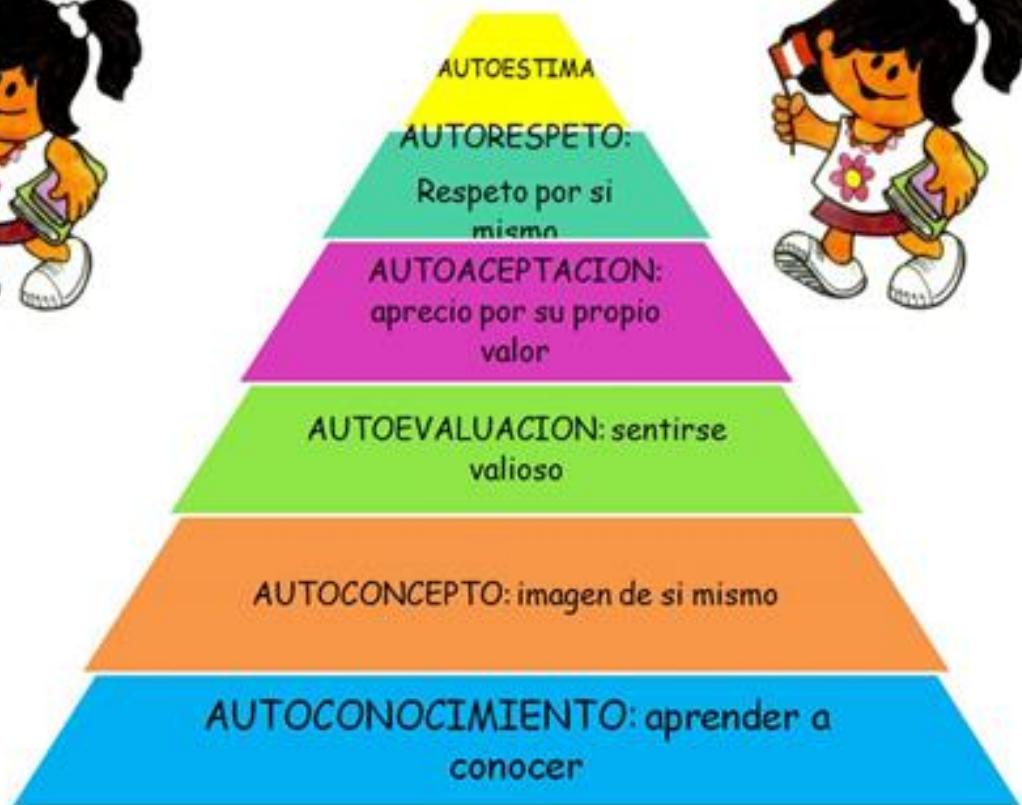 AUTOESTIMA
AUTORESPETO:
Respeto por si
mismo
AUTOACEPTACION:
aprecio por su propio
valor
AUTOEVALUACION: sentirse
valioso
AUTOCONCEPTO: imagen de si mismo
AUTOCONOCIMIENTO: aprender a
conocer